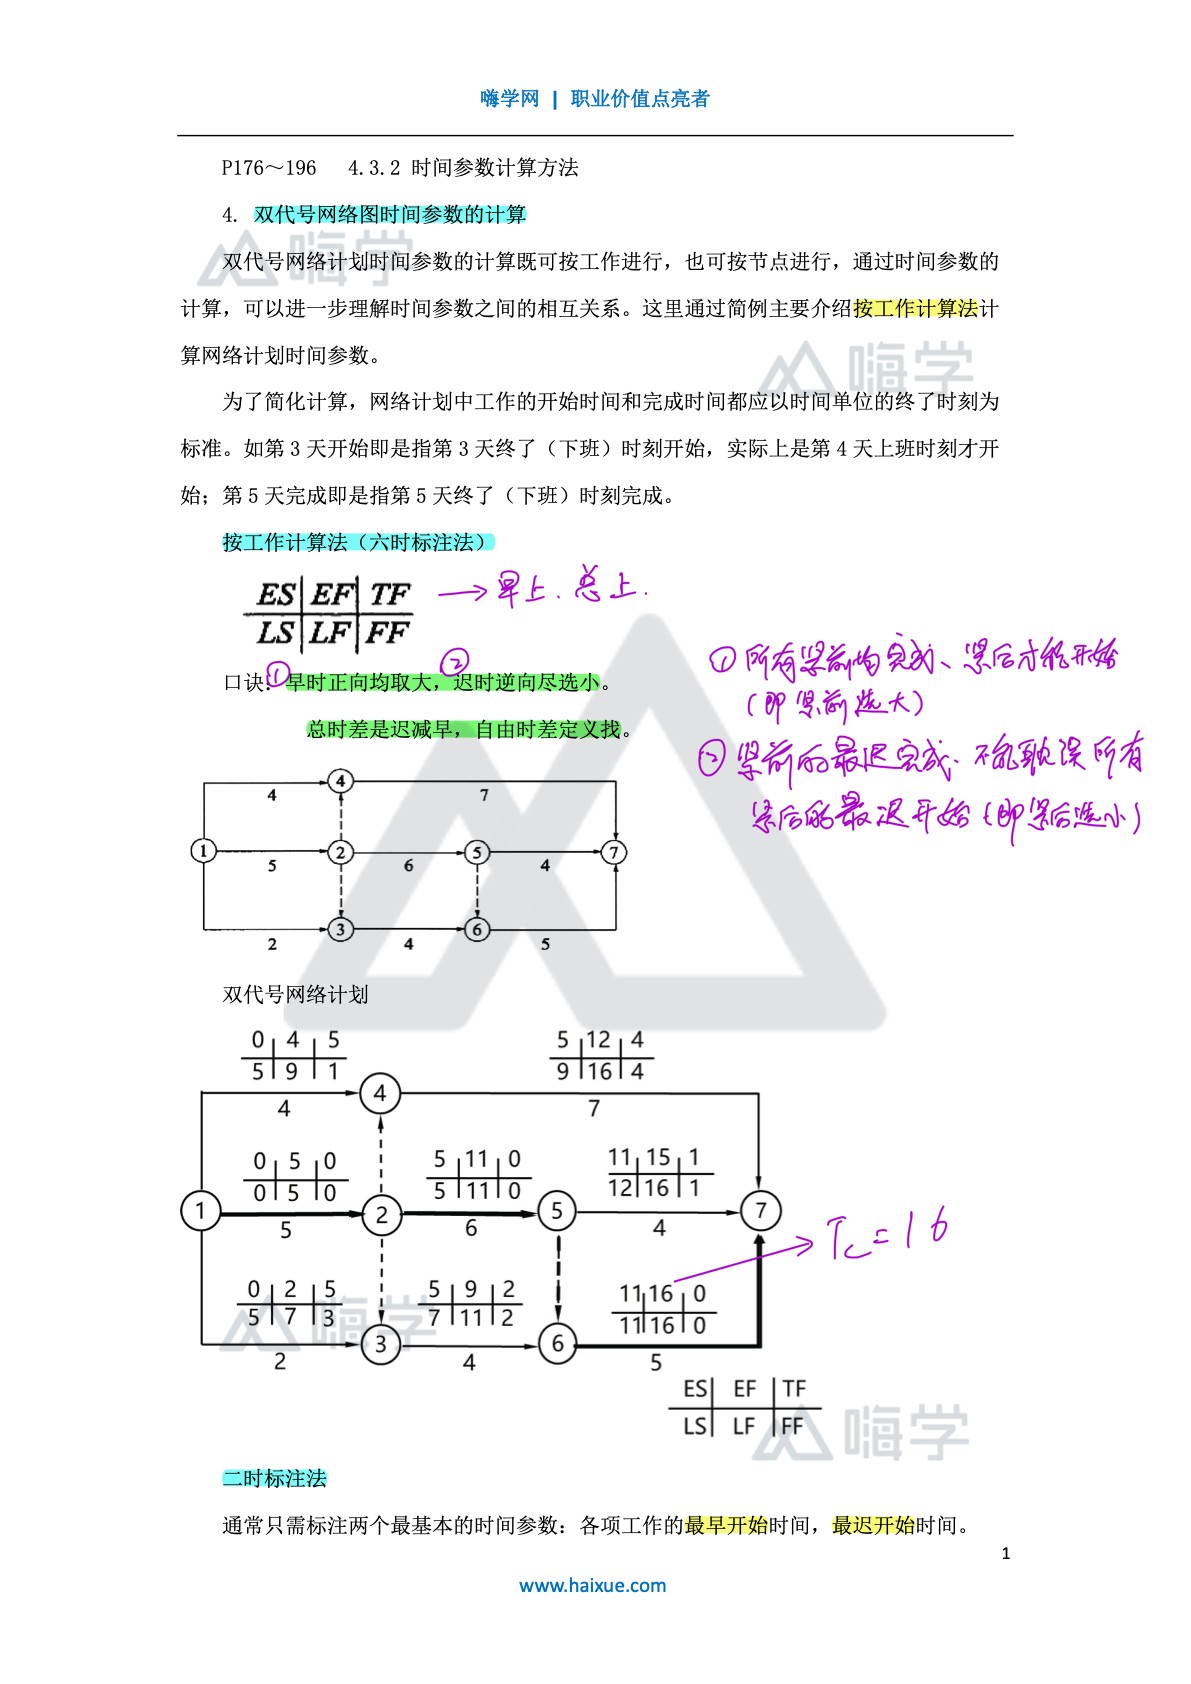 嗨学网 | 职业价值点亮者
P176～196 4.3.2 时间参数计算方法
4. 双代号网络图时间参数的计算
双代号网络计划时间参数的计算既可按工作进行，也可按节点进行，通过时间参数的
计算，可以进一步理解时间参数之间的相互关系。这里通过简例主要介绍按工作计算法计
算网络计划时间参数。
为了简化计算，网络计划中工作的开始时间和完成时间都应以时间单位的终了时刻为
标准。如第 3 天开始即是指第 3 天终了（下班）时刻开始，实际上是第 4 天上班时刻才开
始；第 5 天完成即是指第 5 天终了（下班）时刻完成。
按工作计算法（六时标注法）
ES EF TF → 早上. 总上.
LS LF FF
① 所有紧前均完成、紧后才能开始
（即紧前选大）
① ②
口诀：早时正向均取大，迟时逆向尽选小。
总时差是迟减早，自由时差定义找。
② 紧前的最迟完成、不能耽误所有
紧后的最迟开始（即紧后选小）
4
4 7
1 2 5 7
5 6 4
3 6
2 4 5
双代号网络计划
0 4 5 5 12 4
5 9 1 9 16 4
4
4 7
0 5 0 5 11 0 11 15 1
0 5 0 5 11 0 12 16 1
1 2 5 7
5 6 4
Tc=16
0 2 5 5 9 2 11 16 0
5 7 3 7 11 2 11 16 0
3 6
2 4 5
ES EF TF
LS LF FF
二时标注法
通常只需标注两个最基本的时间参数：各项工作的最早开始时间，最迟开始时间。
1
www.haixue.com
嗨学
嗨学
嗨学
嗨学